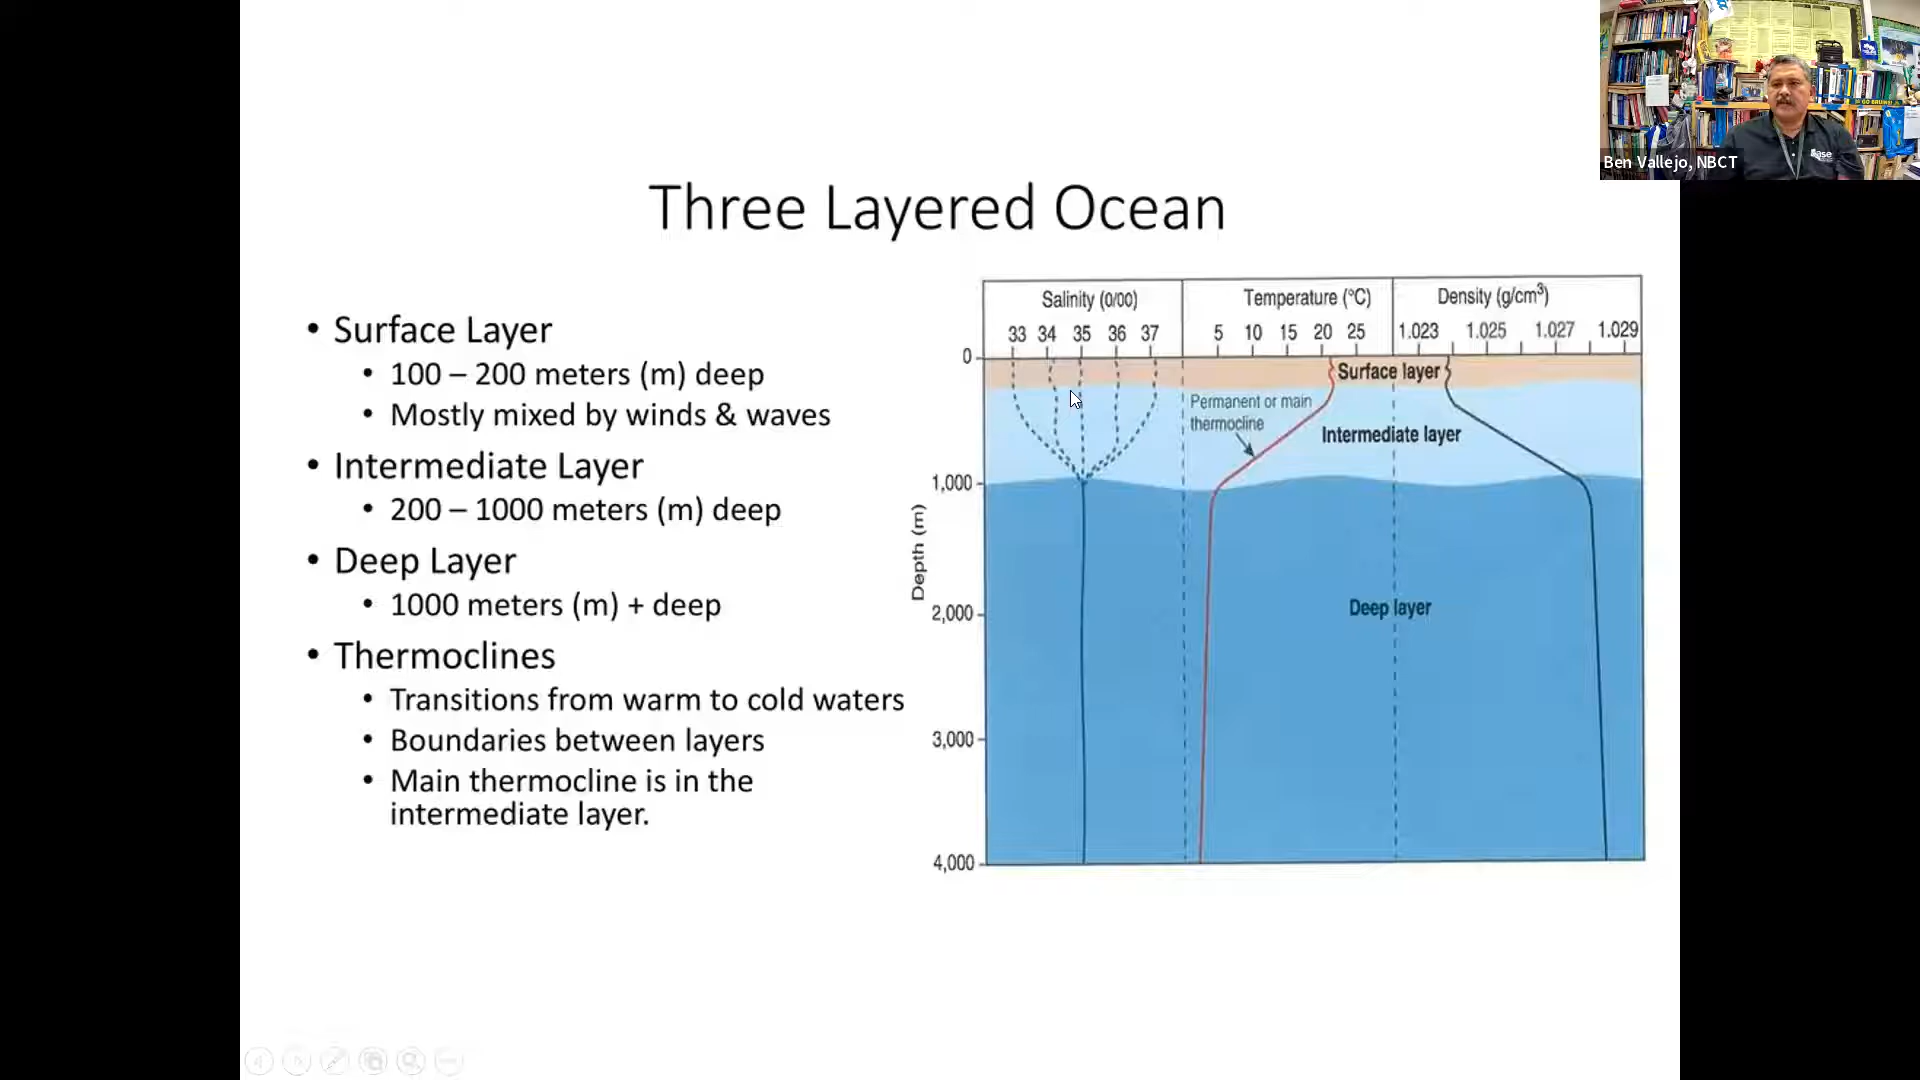 Three Layered Ocean
• Surface Layer
• 100 – 200 meters (m) deep
• Mostly mixed by winds & waves
• Intermediate Layer
• 200 – 1000 meters (m) deep
• Deep Layer
• 1000 meters (m) + deep
• Thermoclines
• Transitions from warm to cold waters
• Boundaries between layers
• Main thermocline is in the
intermediate layer.
Salinity (0/00) Temperature (°C) Density (g/cm³)
33 34 35 36 37 5 10 15 20 25 1.023 1.025 1.027 1.029
0
Surface layer
Permanent or main
thermocline
Intermediate layer
1,000
Depth (m)
2,000
Deep layer
3,000
4,000
GO BRUINS!
ase
Ben Vallejo, NBCT